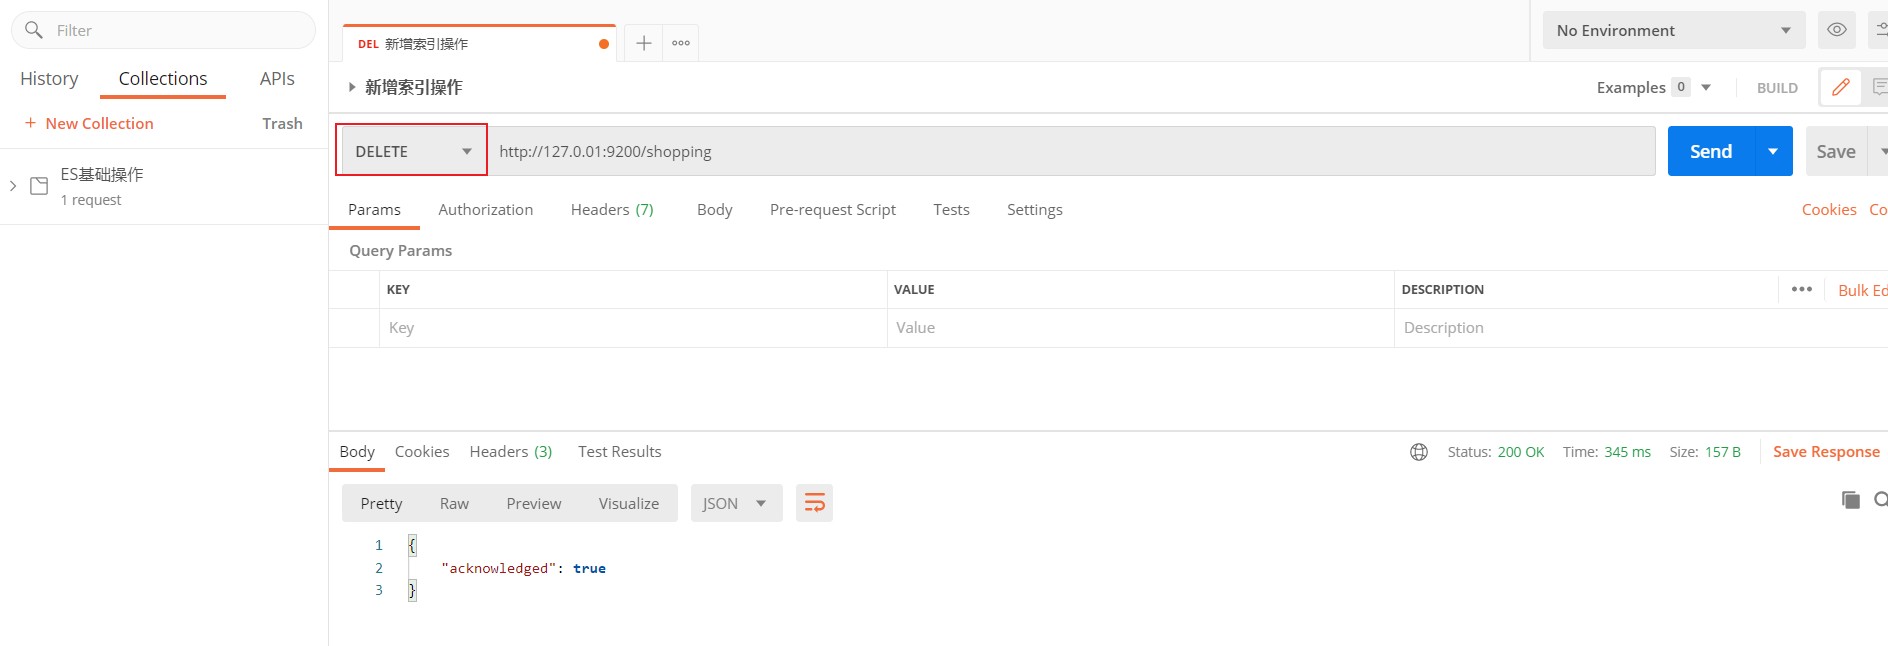 Filter
History Collections APIs
+ New Collection Trash
ES基础操作
1 request
DEL 新增索引操作
No Environment
新增索引操作
Examples 0 BUILD
DELETE http://127.0.01:9200/shopping Send Save
Params Authorization Headers (7) Body Pre-request Script Tests Settings Cookies Co
Query Params
KEY VALUE DESCRIPTION Bulk Ed
Key Value Description
Body Cookies Headers (3) Test Results Status: 200 OK Time: 345 ms Size: 157 B Save Response
Pretty Raw Preview Visualize JSON
1 {
2 "acknowledged": true
3 }